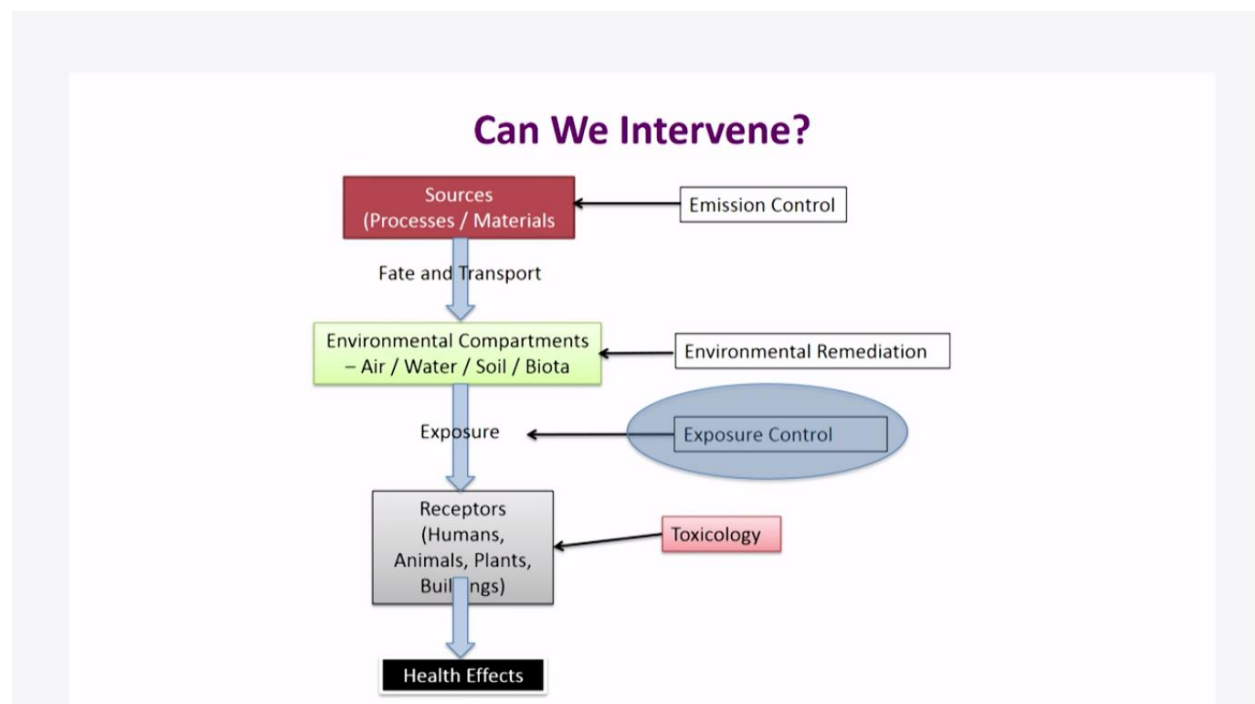 Can We Intervene?
Sources
(Processes / Materials
Emission Control
Fate and Transport
Environmental Compartments
– Air / Water / Soil / Biota
Environmental Remediation
Exposure
Exposure Control
Receptors
(Humans,
Animals, Plants,
Buildings)
Toxicology
Health Effects